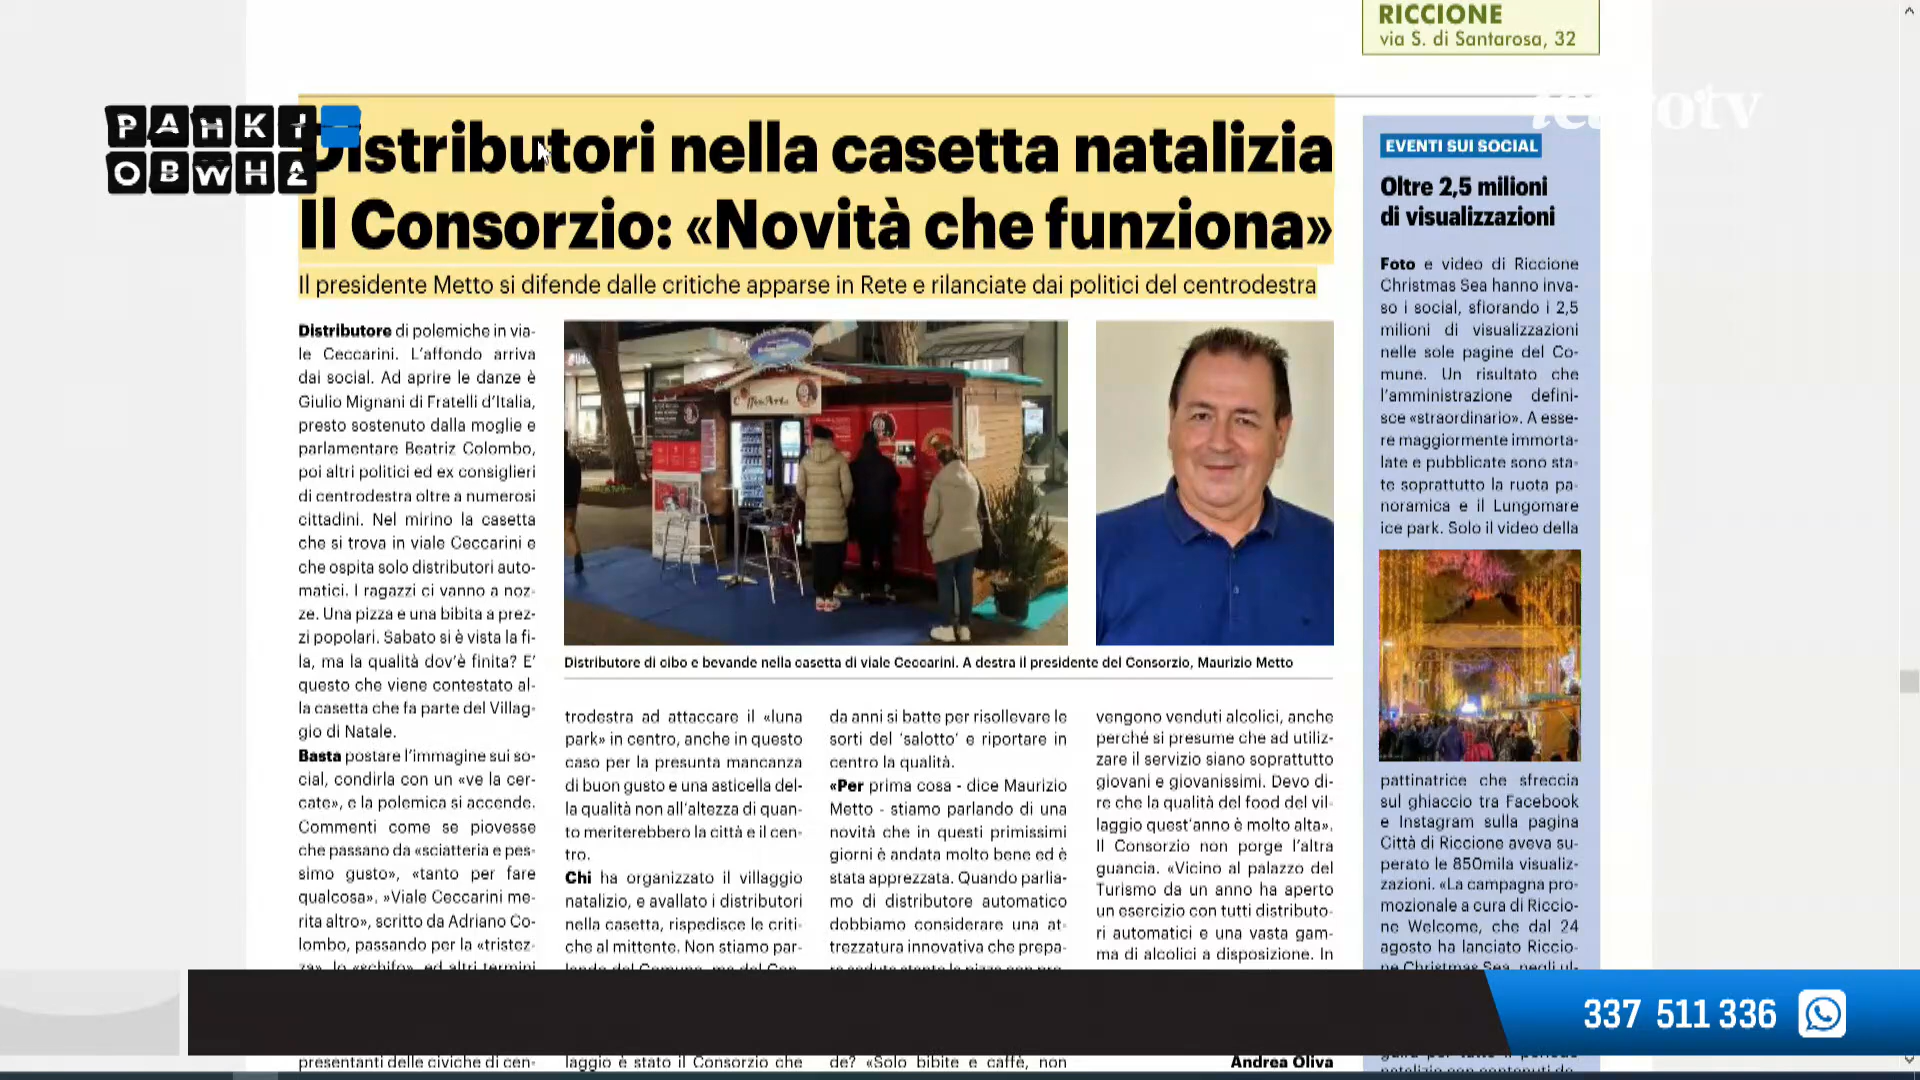 RICCIONE
via S. di Santarosa, 32
Distributori nella casetta natalizia
Il Consorzio: «Novità che funziona»
Il presidente Metto si difende dalle critiche apparse in Rete e rilanciate dai politici del centrodestra
Distributore di polemiche in via-
le Ceccarini. L'affondo arriva
dai social. Ad aprire le danze è
Giulio Mignani di Fratelli d'Italia,
presto sostenuto dalla moglie e
parlamentare Beatriz Colombo,
poi altri politici ed ex consiglieri
di centrodestra oltre a numerosi
cittadini. Nel mirino la casetta
che si trova in viale Ceccarini e
che ospita solo distributori auto-
matici. I ragazzi ci vanno a noz-
ze. Una pizza e una bibita a prez-
zi popolari. Sabato si è vista la fi-
la, ma la qualità dov'è finita? E'
questo che viene contestato al-
la casetta che fa parte del Villag-
gio di Natale.
Basta postare l'immagine sui so-
cial, condirla con un «ve la cer-
cate», e la polemica si accende.
Commenti come se piovesse
che passano da «sciatteria e pes-
simo gusto», «tanto per fare
qualcosa». »Viale Ceccarini me-
rita altro», scritto da Adriano Co-
lombo, passando per la «tristez-
za», lo «schifo», ed altri termini
presentanti delle civiche di cen-
Distributore di cibo e bevande nella casetta di viale Ceccarini. A destra il presidente del Consorzio, Maurizio Metto
trodestra ad attaccare il «luna
park» in centro, anche in questo
caso per la presunta mancanza
di buon gusto e una asticella del-
la qualità non all'altezza di quan-
to meriterebbero la città e il cen-
tro.
Chi ha organizzato il villaggio
natalizio, e avallato i distributori
nella casetta, rispedisce le criti-
che al mittente. Non stiamo par-
lando del Comune, ma del Con-
laggio è stato il Consorzio che
da anni si batte per risollevare le
sorti del 'salotto' e riportare in
centro la qualità.
«Per prima cosa - dice Maurizio
Metto - stiamo parlando di una
novità che in questi primissimi
giorni è andata molto bene ed è
stata apprezzata. Quando parlia-
mo di distributore automatico
dobbiamo considerare una at-
trezzatura innovativa che prepa-
de? «Solo bibite e caffè, non
vengono venduti alcolici, anche
perché si presume che ad utiliz-
zare il servizio siano soprattutto
giovani e giovanissimi. Devo di-
re che la qualità del food del vil-
laggio quest'anno è molto alta».
Il Consorzio non porge l'altra
guancia. «Vicino al palazzo del
Turismo da un anno ha aperto
un esercizio con tutti distributo-
ri automatici e una vasta gam-
ma di alcolici a disposizione. In
Andrea Oliva
EVENTI SUI SOCIAL
Oltre 2,5 milioni
di visualizzazioni
Foto e video di Riccione
Christmas Sea hanno inva-
so i social, sfiorando i 2,5
milioni di visualizzazioni
nelle sole pagine del Co-
mune. Un risultato che
l'amministrazione defini-
sce «straordinario». A esse-
re maggiormente immorta-
late e pubblicate sono sta-
te soprattutto la ruota pa-
noramica e il Lungomare
ice park. Solo il video della
pattinatrice che sfreccia
sul ghiaccio tra Facebook
e Instagram sulla pagina
Città di Riccione aveva su-
perato le 850mila visualiz-
zazioni. «La campagna pro-
mozionale a cura di Riccio-
ne Welcome, che dal 24
agosto ha lanciato Riccio-
ne Christmas Sea, negli ul-
337 511 336